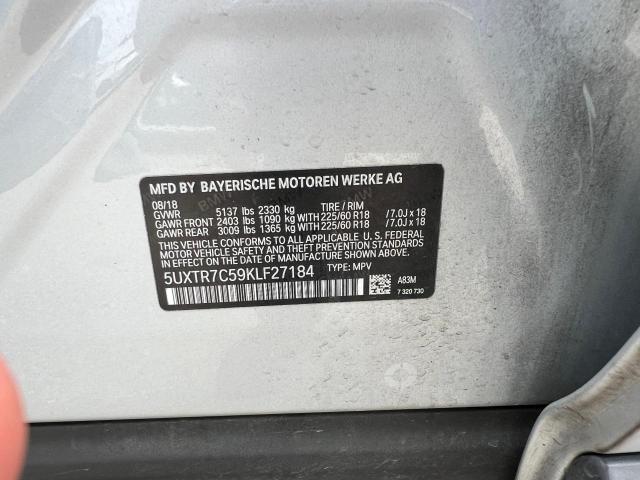 MFD BY BAYERISCHE MOTOREN WERKE AG
08/18
GVWR 5137 lbs 2330 kg TIRE / RIM
GAWR FRONT 2403 lbs 1090 kg WITH 225/60 R18 /7.0J x 18
GAWR REAR 3009 lbs 1365 kg WITH 225/60 R18 /7.0J x 18
THIS VEHICLE CONFORMS TO ALL APPLICABLE U.S. FEDERAL
MOTOR VEHICLE SAFETY AND THEFT PREVENTION STANDARDS
IN EFFECT ON THE DATE OF MANUFACTURE SHOWN ABOVE.
5UXTR7C59KLF27184 TYPE: MPV
A83M
7 320 730